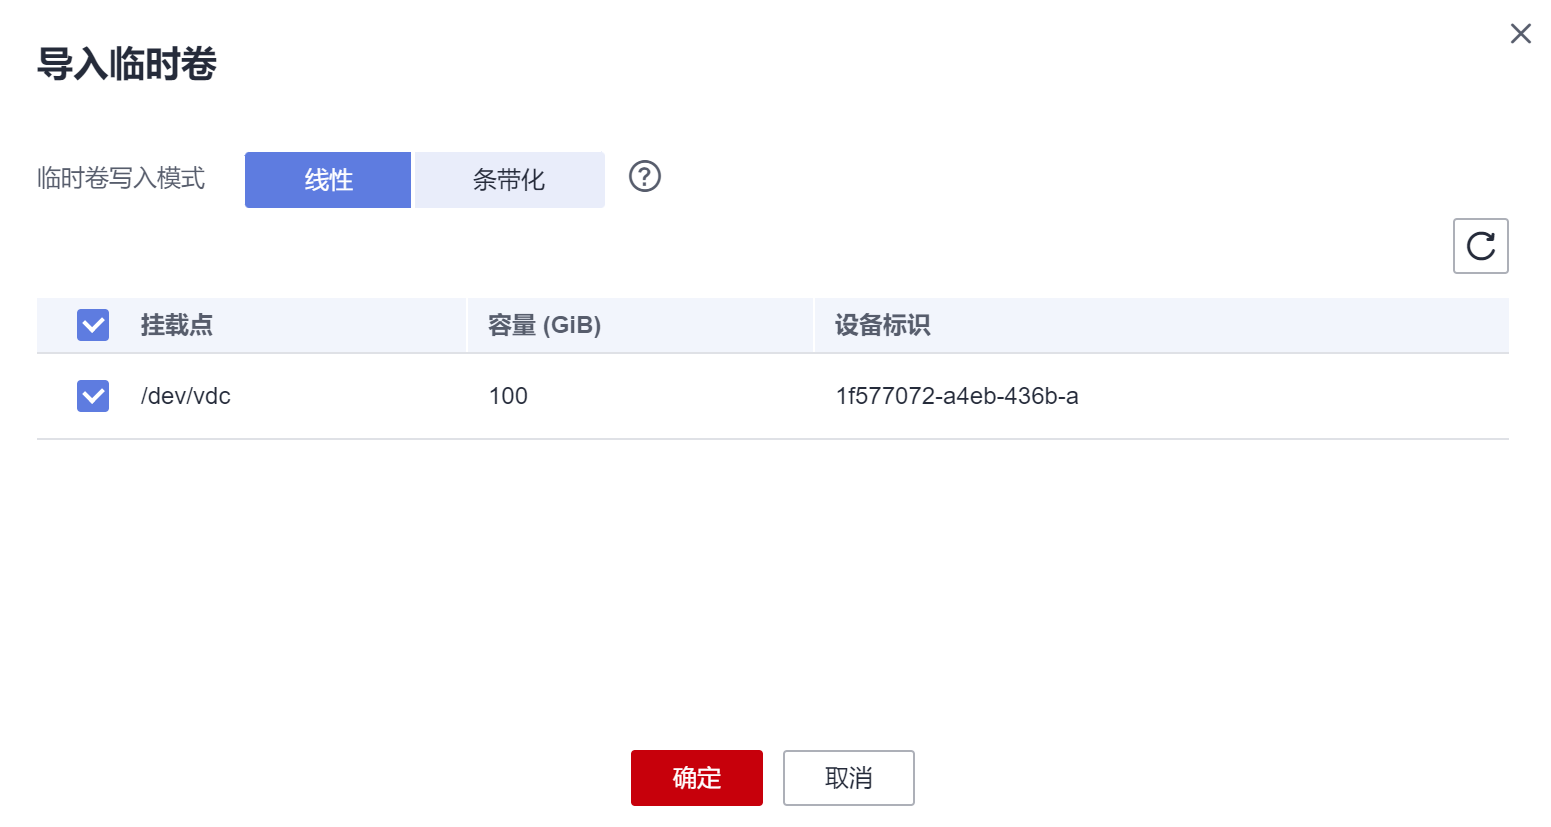 导入临时卷
临时卷写入模式 线性 条带化 ?
挂载点 容量 (GiB) 设备标识
/dev/vdc 100 1f577072-a4eb-436b-a
确定 取消